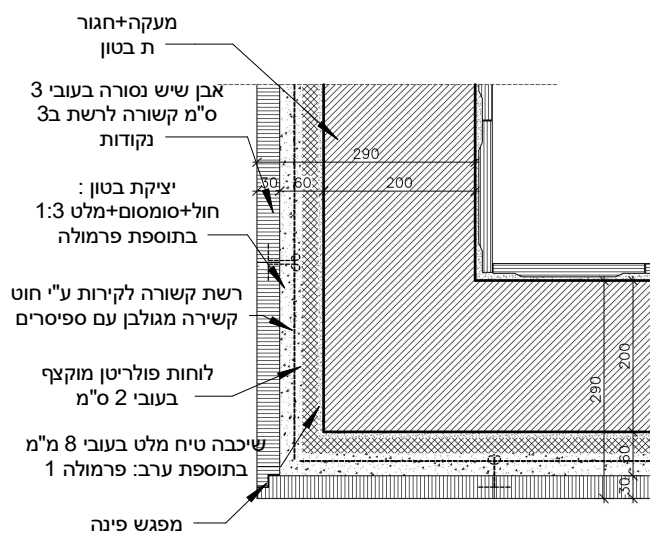 מעקה+חגור
ת בטון
אבן שיש נסורה בעובי 3
ס"מ קשורה לרשת ב3
נקודות
יציקת בטון :
חול+סומסום+מלט 1:3
בתוספת פרמולה
רשת קשורה לקירות ע"י חוט
קשירה מגולבן עם ספיסרים
לוחות פולריטן מוקצף
בעובי 2 ס"מ
שיכבה טיח מלט בעובי 8 מ"מ
בתוספת ערב: פרמולה 1
מפגש פינה
290
30 60 200
200
290
60
30